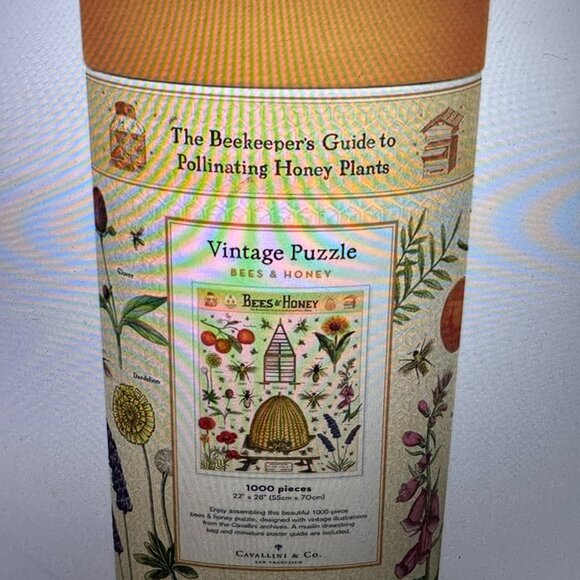 The Beekeeper's Guide to
Pollinating Honey Plants
Vintage Puzzle
BEES & HONEY
BEES & HONEY
Clover
Dandelion
1000 pieces
22" x 28" (55cm x 70cm)
Enjoy assembling this beautiful 1000-piece
bees & honey puzzle, designed with vintage illustrations
from the Cavallini archives. A muslin drawstring
bag and miniature poster guide are included.
CAVALLINI & CO.
SAN FRANCISCO